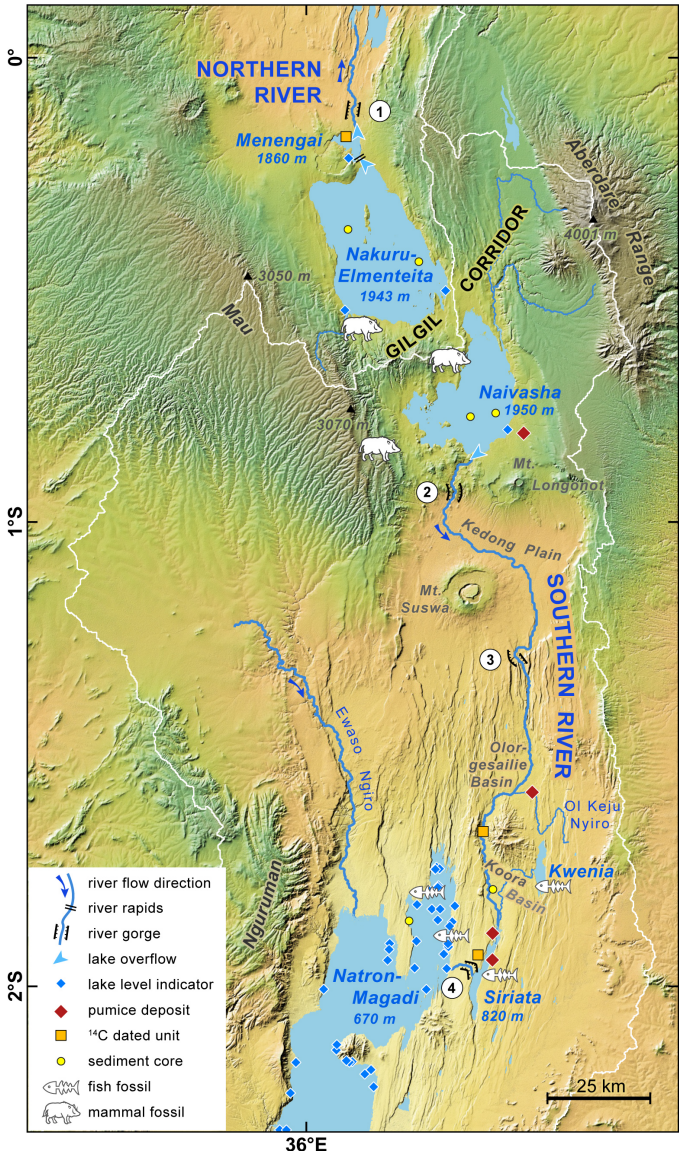 0°
NORTHERN
RIVER
1
Menengai
1860 m
Aberdare
Range
4001 m
CORRIDOR
GILGIL
Nakuru-
Elmenteita
1943 m
3050 m
Mau
Naivasha
1950 m
3070 m
Mt.
Longonot
2
1°S
Kedong Plain
Mt.
Suswa
SOUTHERN RIVER
3
Ewaso Ngiro
Olor-
gesailie
Basin
Ol Keju
Nyiro
Koora
Basin
Kwenia
Nguruman
river flow direction
river rapids
river gorge
lake overflow
lake level indicator
pumice deposit
¹⁴C dated unit
sediment core
fish fossil
mammal fossil
2°S
Natron-
Magadi
670 m
4
Siriata
820 m
25 km
36°E